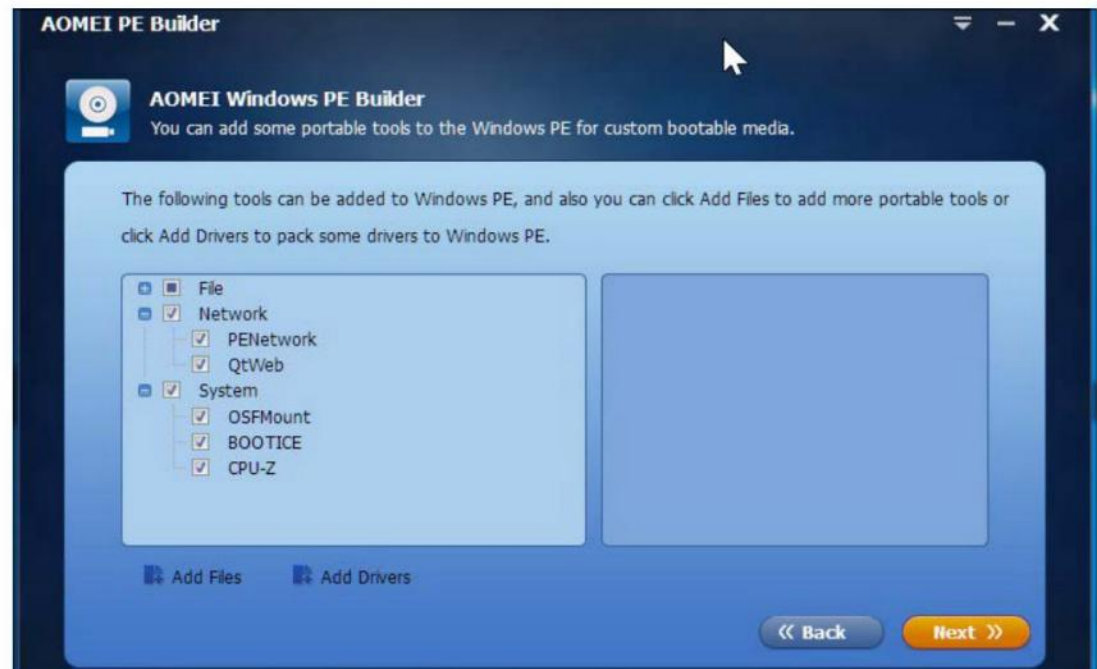 AOMEI PE Builder
AOMEI Windows PE Builder
You can add some portable tools to the Windows PE for custom bootable media.
The following tools can be added to Windows PE, and also you can click Add Files to add more portable tools or
click Add Drivers to pack some drivers to Windows PE.
File
Network
PENetwork
QtWeb
System
OSFMount
BOOTICE
CPU-Z
Add Files Add Drivers
« Back Next »